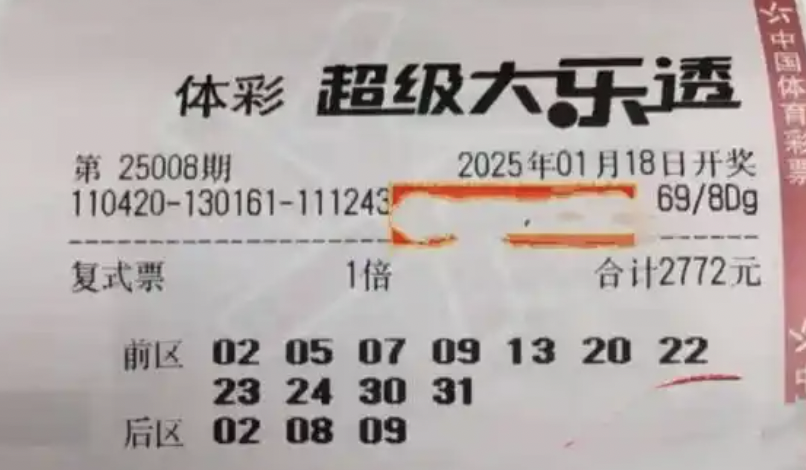 体彩 超级大乐透
第 25008期 2025年01月18日开奖
110420-130161-111243 69/8Dg
复式票 1倍 合计2772元
前区 02 05 07 09 13 20 22
23 24 30 31
后区 02 08 09
中国体育彩票
中